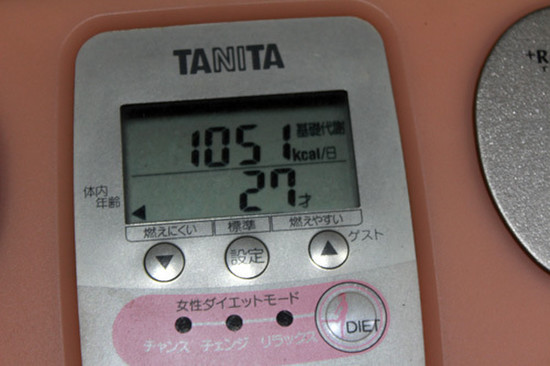 TANITA
1051 基礎代謝
kcal/日
体内
年齢
27才
燃えにくい 標準 燃えやすい
▼ 設定 ▲ ゲスト
女性ダイエットモード
チャンス チェンジ リラックス
DIET
+R